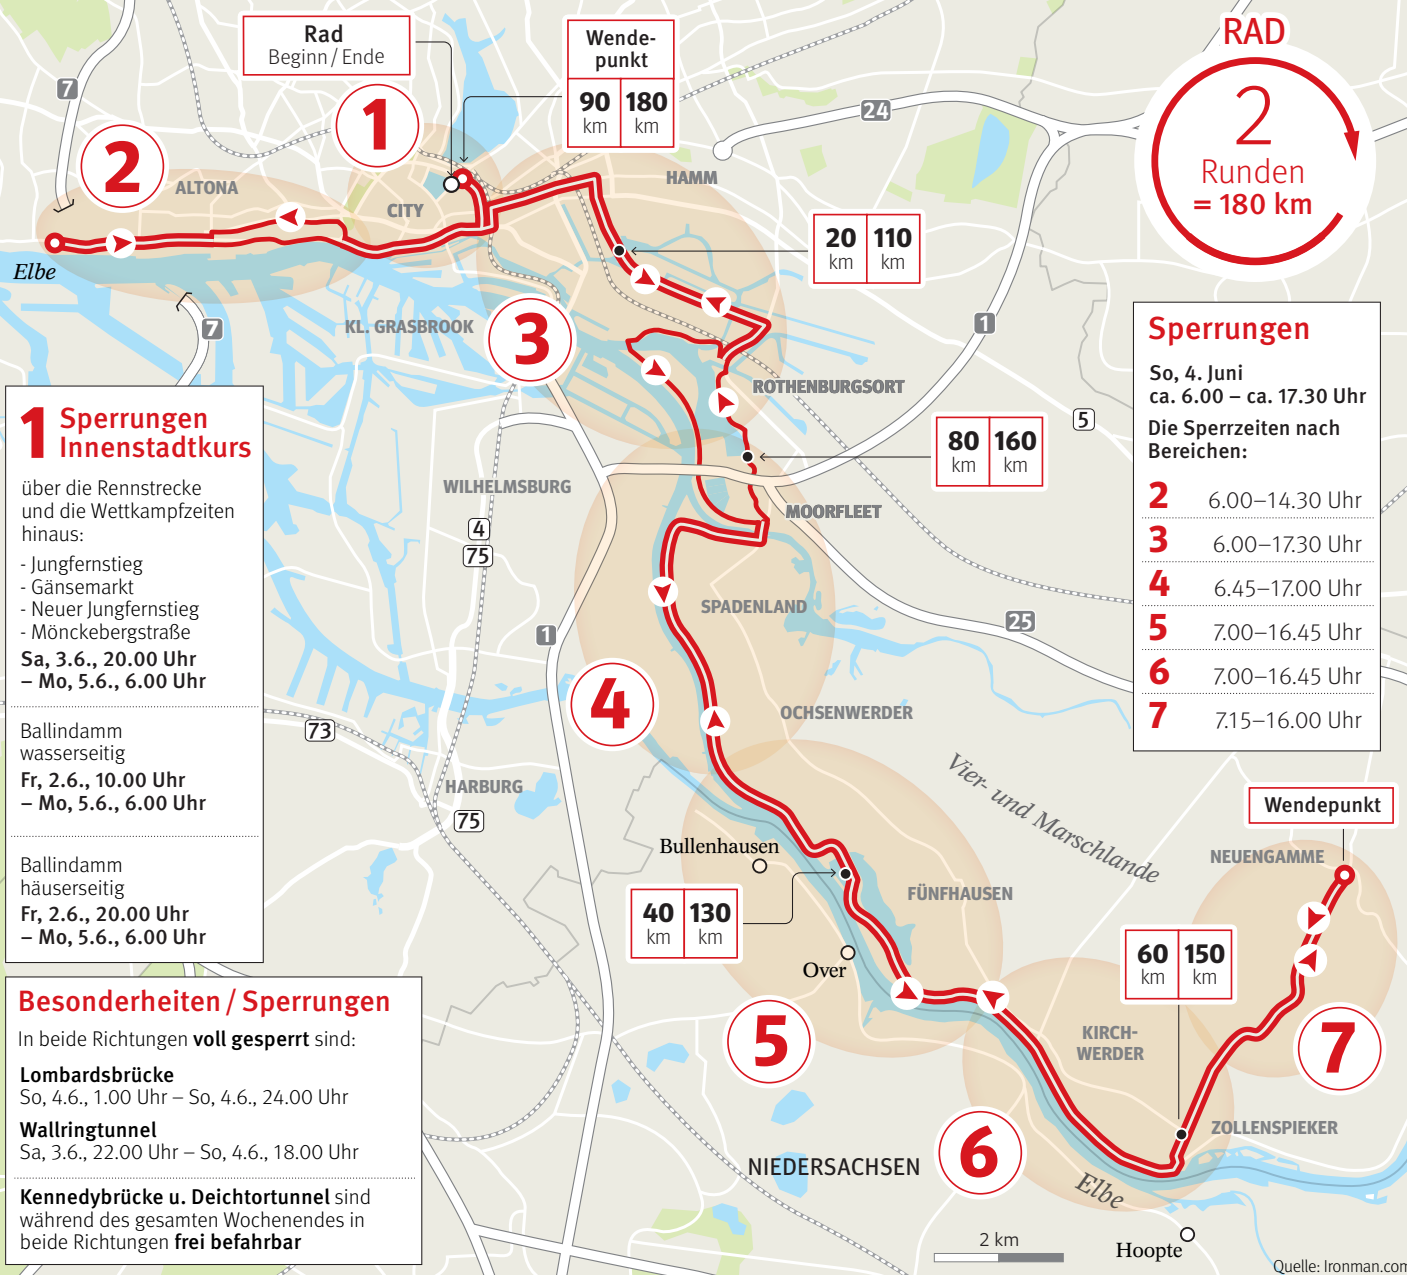 Rad
Beginn / Ende
Wende-
punkt
90 km
180 km
RAD
2
Runden
= 180 km
7
24
1
2
ALTONA
CITY
HAMM
Elbe
20 km
110 km
7
KL. GRASBROOK
3
1
ROTHENBURGSORT
5
80 km
160 km
WILHELMSBURG
MOORFLEET
4
75
SPADENLAND
25
1
4
OCHSENWERDER
73
HARBURG
75
Vier- und Marschlande
Wendepunkt
NEUENGAMME
Bullenhausen
FÜNFHAUSEN
40 km
130 km
Over
60 km
150 km
5
KIRCH-
WERDER
7
ZOLLENSPIEKER
6
NIEDERSACHSEN
Elbe
2 km
Hoopte
Quelle: Ironman.com
Sperrungen
So, 4. Juni
ca. 6.00 – ca. 17.30 Uhr
Die Sperrzeiten nach
Bereichen:
2 6.00–14.30 Uhr
3 6.00–17.30 Uhr
4 6.45–17.00 Uhr
5 7.00–16.45 Uhr
6 7.00–16.45 Uhr
7 7.15–16.00 Uhr
1 Sperrungen
Innenstadtkurs
über die Rennstrecke
und die Wettkampfzeiten
hinaus:
- Jungfernstieg
- Gänsemarkt
- Neuer Jungfernstieg
- Mönckebergstraße
Sa, 3.6., 20.00 Uhr
– Mo, 5.6., 6.00 Uhr
Ballindamm
wasserseitig
Fr, 2.6., 10.00 Uhr
– Mo, 5.6., 6.00 Uhr
Ballindamm
häuserseitig
Fr, 2.6., 20.00 Uhr
– Mo, 5.6., 6.00 Uhr
Besonderheiten / Sperrungen
In beide Richtungen voll gesperrt sind:
Lombardsbrücke
So, 4.6., 1.00 Uhr – So, 4.6., 24.00 Uhr
Wallringtunnel
Sa, 3.6., 22.00 Uhr – So, 4.6., 18.00 Uhr
Kennedybrücke u. Deichtortunnel sind
während des gesamten Wochenendes in
beide Richtungen frei befahrbar